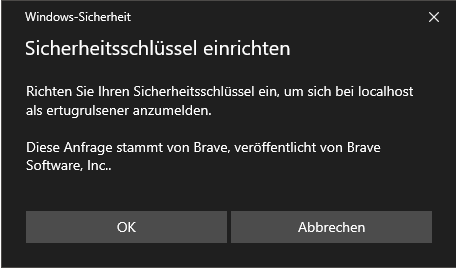 Windows-Sicherheit
Sicherheitsschlüssel einrichten
Richten Sie Ihren Sicherheitsschlüssel ein, um sich bei localhost
als ertugrulsener anzumelden.
Diese Anfrage stammt von Brave, veröffentlicht von Brave
Software, Inc..
OK
Abbrechen